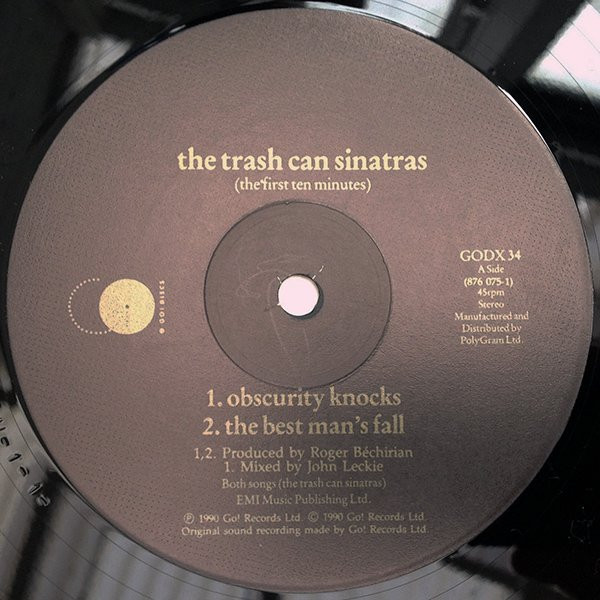 the trash can sinatras
(the first ten minutes)
GODX 34
A Side
(876 075-1)
45rpm
Stereo
Manufactured and
Distributed by
PolyGram Ltd.
® GO! DISCS
1. obscurity knocks
2. the best man's fall
1,2. Produced by Roger Béchirian
1. Mixed by John Leckie
Both songs (the trash can sinatras)
EMI Music Publishing Ltd.
℗ 1990 Go! Records Ltd. © 1990 Go! Records Ltd.
Original sound recording made by Go! Records Ltd.